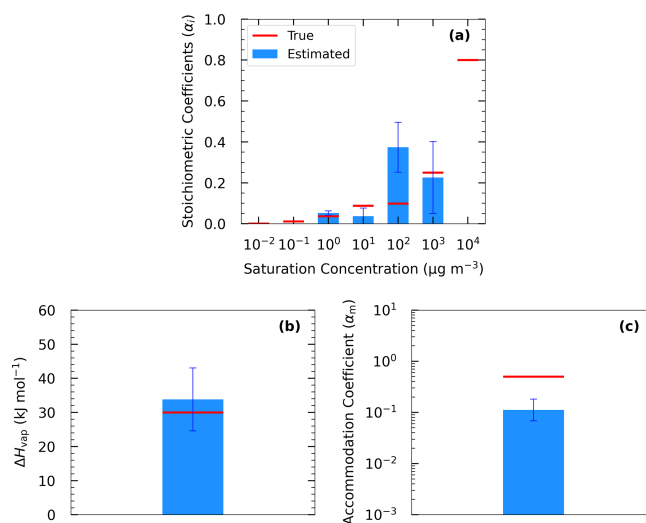 (a)
True
Estimated
Stoichiometric Coefficients (αᵢ)
1.0
0.8
0.6
0.4
0.2
0.0
10⁻² 10⁻¹ 10⁰ 10¹ 10² 10³ 10⁴
Saturation Concentration (μg m⁻³)
(b)
ΔH_vap (kJ mol⁻¹)
60
50
40
30
20
10
0
(c)
Accommodation Coefficient (α_m)
10¹
10⁰
10⁻¹
10⁻²
10⁻³